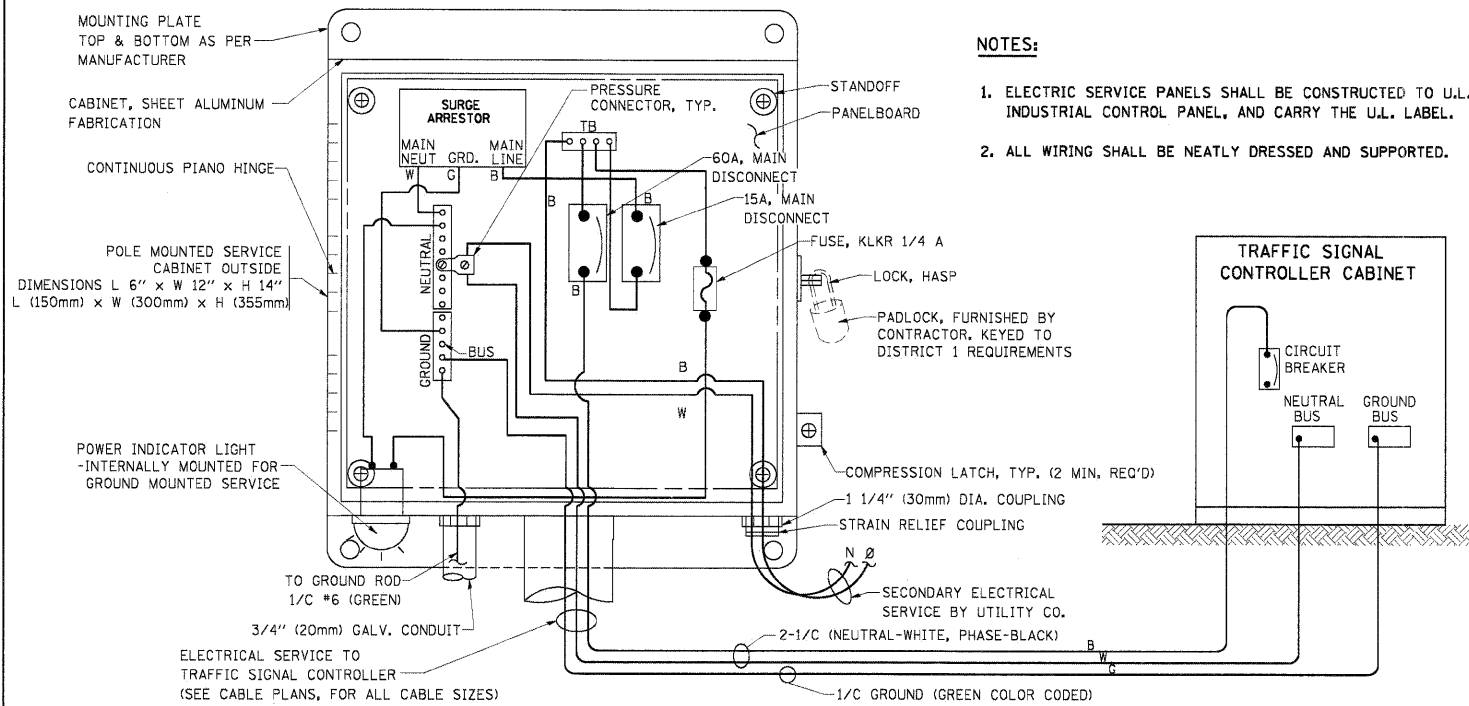 MOUNTING PLATE
TOP & BOTTOM AS PER
MANUFACTURER
CABINET, SHEET ALUMINUM
FABRICATION
CONTINUOUS PIANO HINGE
POLE MOUNTED SERVICE
CABINET OUTSIDE
DIMENSIONS L 6" x W 12" x H 14"
L (150mm) x W (300mm) x H (355mm)
POWER INDICATOR LIGHT
-INTERNALLY MOUNTED FOR
GROUND MOUNTED SERVICE
TO GROUND ROD
1/C #6 (GREEN)
3/4" (20mm) GALV. CONDUIT
ELECTRICAL SERVICE TO
TRAFFIC SIGNAL CONTROLLER
(SEE CABLE PLANS, FOR ALL CABLE SIZES)
SURGE
ARRESTOR
MAIN
NEUT
GRD.
MAIN
LINE
W
G
B
PRESSURE
CONNECTOR, TYP.
TB
NEUTRAL
GROUND
BUS
B
B
B
B
W
STANDOFF
PANELBOARD
60A, MAIN
DISCONNECT
15A, MAIN
DISCONNECT
FUSE, KLKR 1/4 A
LOCK, HASP
PADLOCK, FURNISHED BY
CONTRACTOR. KEYED TO
DISTRICT 1 REQUIREMENTS
COMPRESSION LATCH, TYP. (2 MIN. REQ'D)
1 1/4" (30mm) DIA. COUPLING
STRAIN RELIEF COUPLING
N Ø
SECONDARY ELECTRICAL
SERVICE BY UTILITY CO.
2-1/C (NEUTRAL-WHITE, PHASE-BLACK)
B
W
G
1/C GROUND (GREEN COLOR CODED)
NOTES:
1. ELECTRIC SERVICE PANELS SHALL BE CONSTRUCTED TO U.L.
INDUSTRIAL CONTROL PANEL, AND CARRY THE U.L. LABEL.
2. ALL WIRING SHALL BE NEATLY DRESSED AND SUPPORTED.
TRAFFIC SIGNAL
CONTROLLER CABINET
CIRCUIT
BREAKER
NEUTRAL
BUS
GROUND
BUS